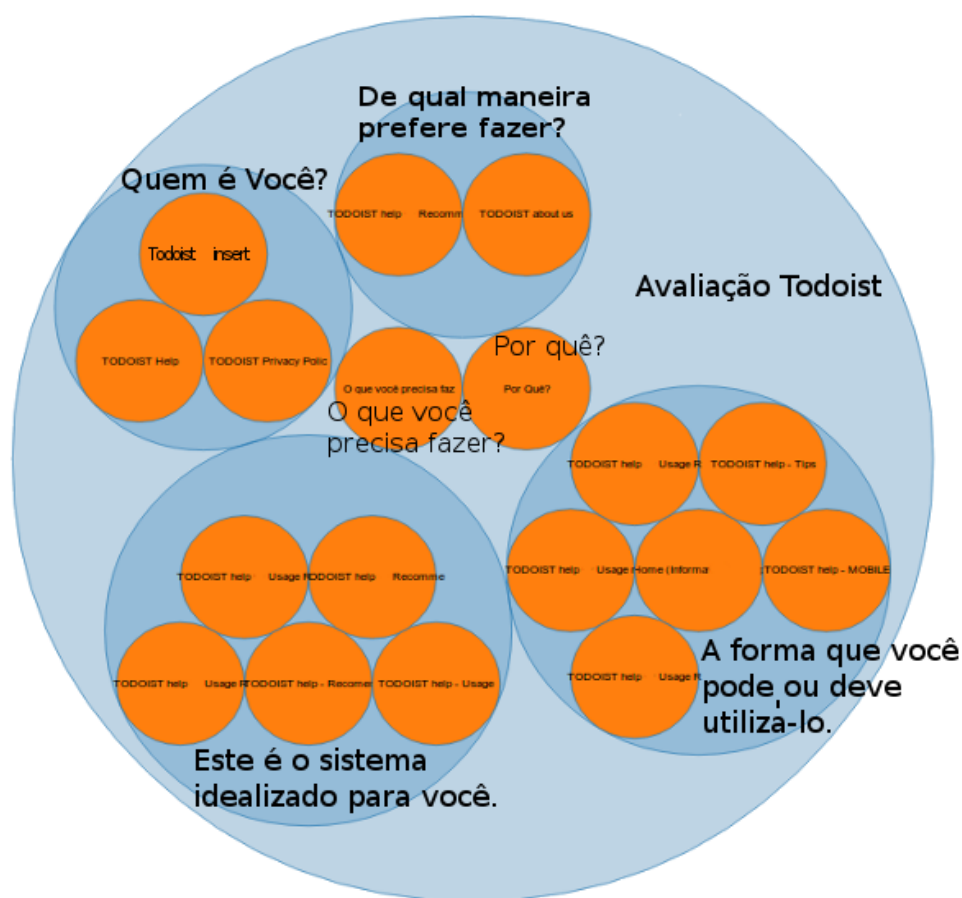 De qual maneira
prefere fazer?
Quem é Você?
TODOIST help Recomm
TODOIST about us
Todoist insert
Avaliação Todoist
TODOIST Help
TODOIST Privacy Polic
Por quê?
O que você precisa faz
Por Quê?
O que você
precisa fazer?
TODOIST help Usage R
TODOIST help - Tips
TODOIST help Usage
Home (Informa
TODOIST help - MOBILE
TODOIST help Usage R
TODOIST help Recomme
A forma que você
pode ou deve
utilizá-lo.
TODOIST help Usage R
TODOIST help Usage R
TODOIST help - Recomen
TODOIST help - Usage
Este é o sistema
idealizado para você.